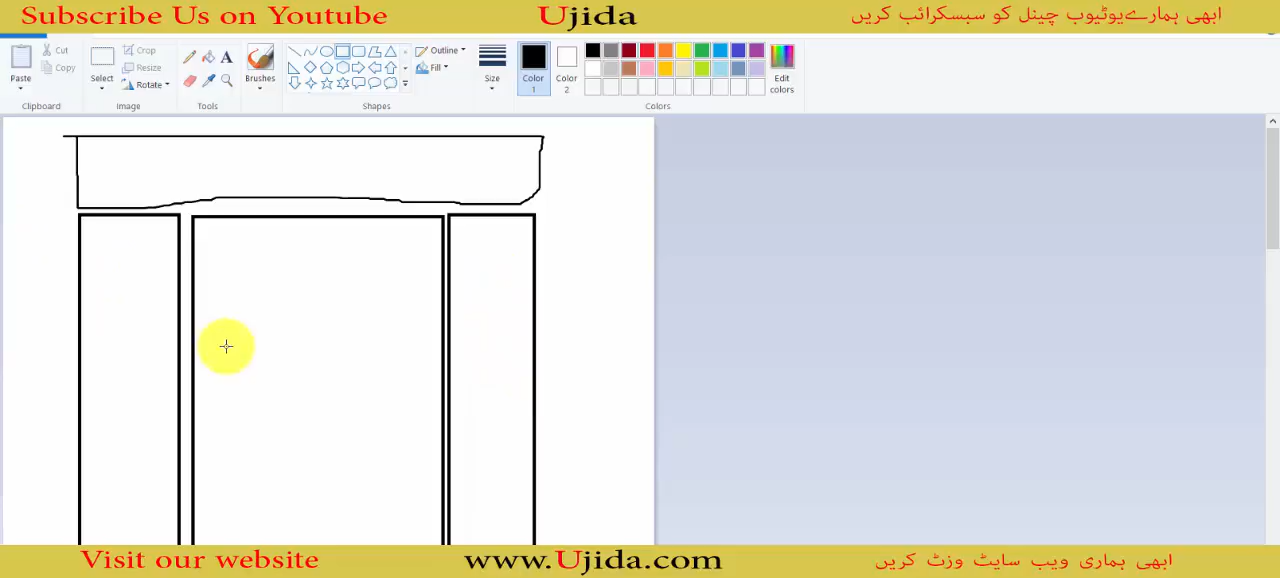 Subscribe Us on Youtube Ujida ابھی ہمارےیوٹیوب چینل کو سبسکرائب کریں
Paste
Cut
Copy
Clipboard
Select
Crop
Resize
Rotate
Image
A
Tools
Brushes
Shapes
Outline
Fill
Size
Color 1
Color 2
Edit colors
Colors
Visit our website www.Ujida.com ابھی ہماری ویب سایٹ وزٹ کریں